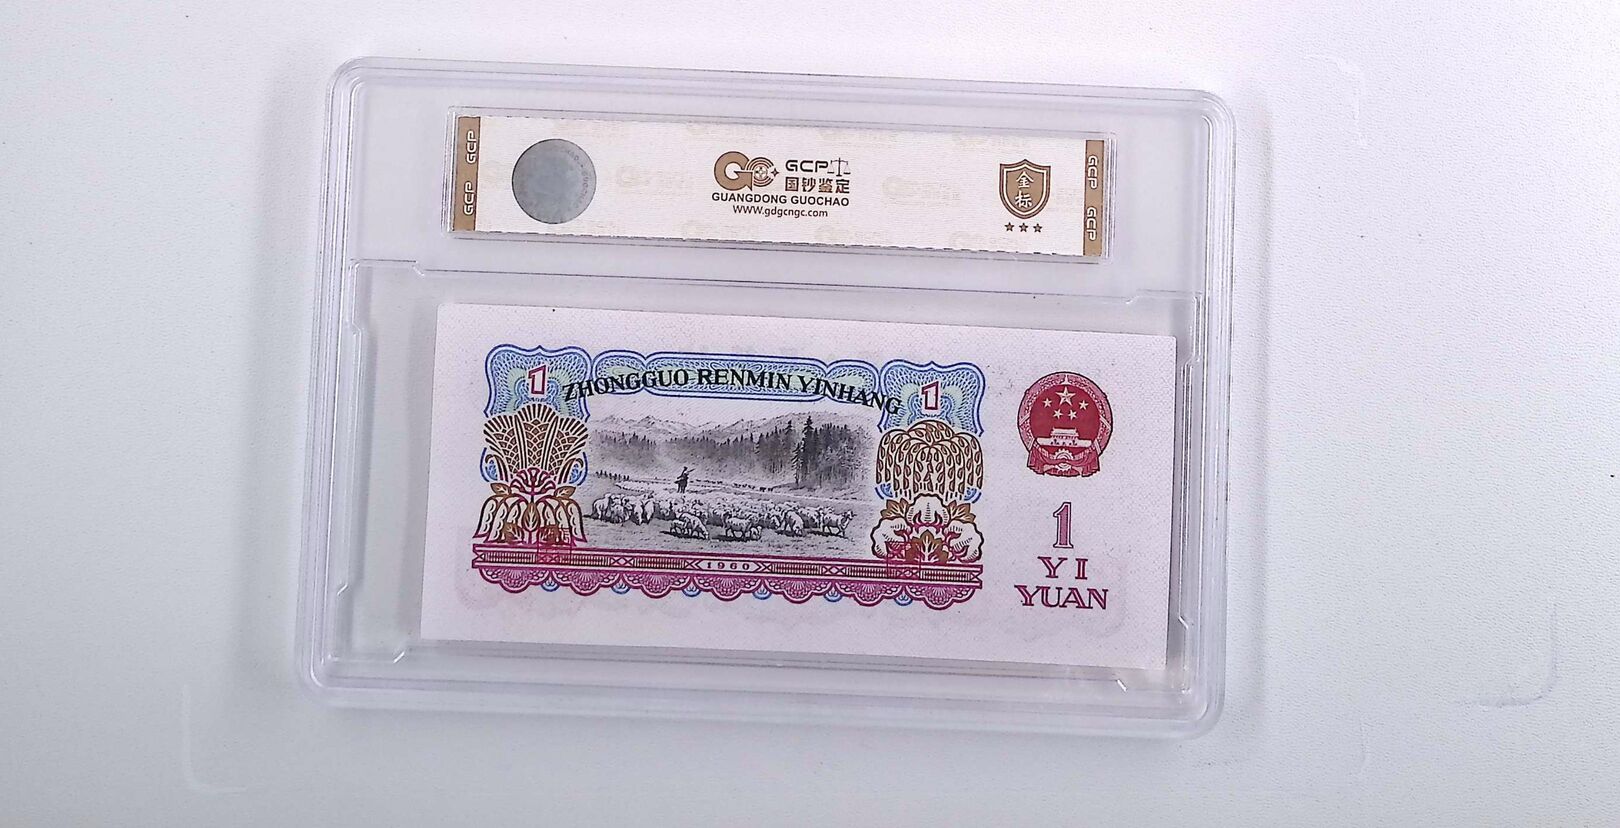 GCP GCP
GCP
国钞鉴定
GUANGDONG GUOCHAO
WWW.gdgcngc.com
金标
GCP GCP
1 ZHONGGUO RENMIN YINHANG 1
1960
1
YI
YUAN